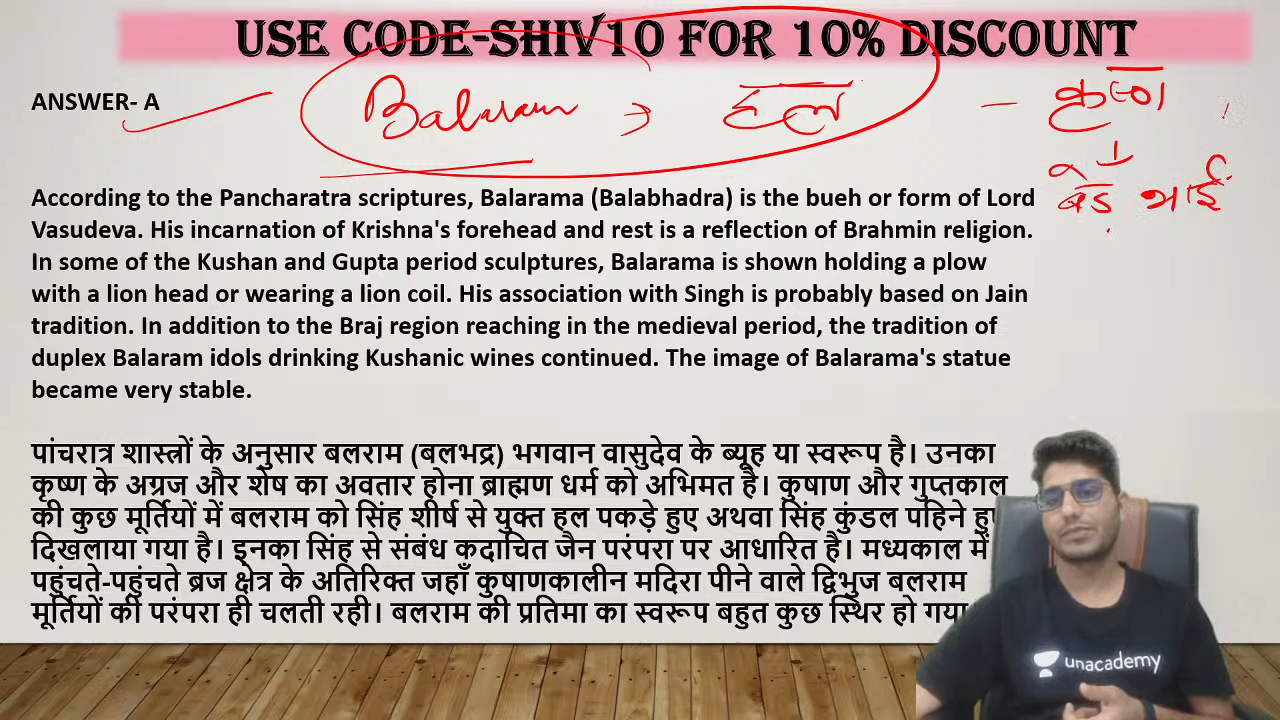 USE CODE-SHIV10 FOR 10% DISCOUNT
ANSWER- A
Balaram → हल - कृष्ण
बड़े भाई
According to the Pancharatra scriptures, Balarama (Balabhadra) is the bueh or form of Lord
Vasudeva. His incarnation of Krishna's forehead and rest is a reflection of Brahmin religion.
In some of the Kushan and Gupta period sculptures, Balarama is shown holding a plow
with a lion head or wearing a lion coil. His association with Singh is probably based on Jain
tradition. In addition to the Braj region reaching in the medieval period, the tradition of
duplex Balaram idols drinking Kushanic wines continued. The image of Balarama's statue
became very stable.
पांचरात्र शास्त्रों के अनुसार बलराम (बलभद्र) भगवान वासुदेव के ब्यूह या स्वरूप है। उनका
कृष्ण के अग्रज और शेष का अवतार होना ब्राह्मण धर्म को अभिमत है। कुषाण और गुप्तकाल
की कुछ मूर्तियों में बलराम को सिंह शीर्ष से युक्त हल पकड़े हुए अथवा सिंह कुंडल पहिने हुए
दिखलाया गया है। इनका सिंह से संबंध कदाचित जैन परंपरा पर आधारित है। मध्यकाल में
पहुंचते-पहुंचते ब्रज क्षेत्र के अतिरिक्त जहाँ कुषाणकालीन मदिरा पीने वाले द्विभुज बलराम
मूर्तियों की परंपरा ही चलती रही। बलराम की प्रतिमा का स्वरूप बहुत कुछ स्थिर हो गया
unacademy